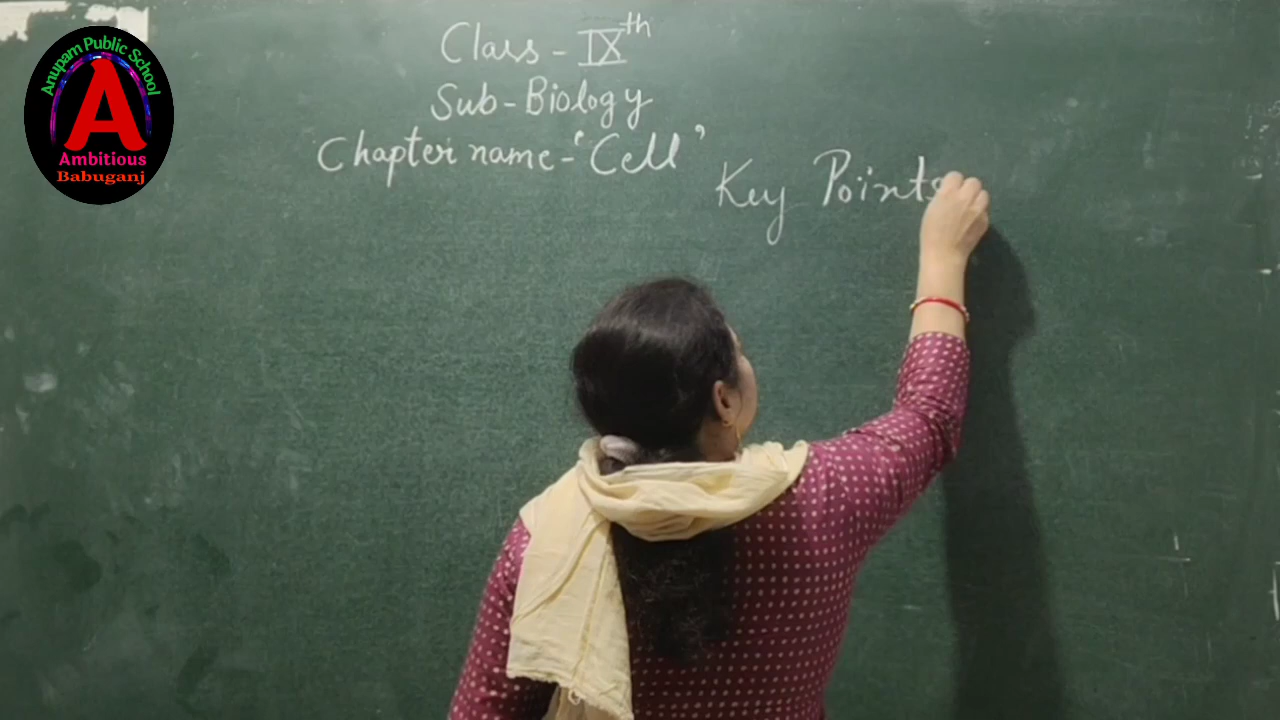 Anupam Public School
A
Ambitious
Babuganj
Class - IXth
Sub - Biology
Chapter name - "Cell"
Key Points